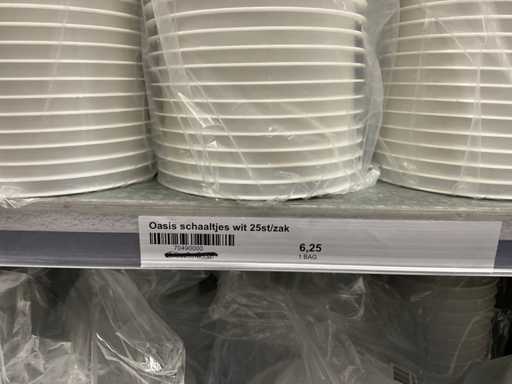 Oasis schaaltjes wit 25st/zak
70490000
6,25
1 BAG